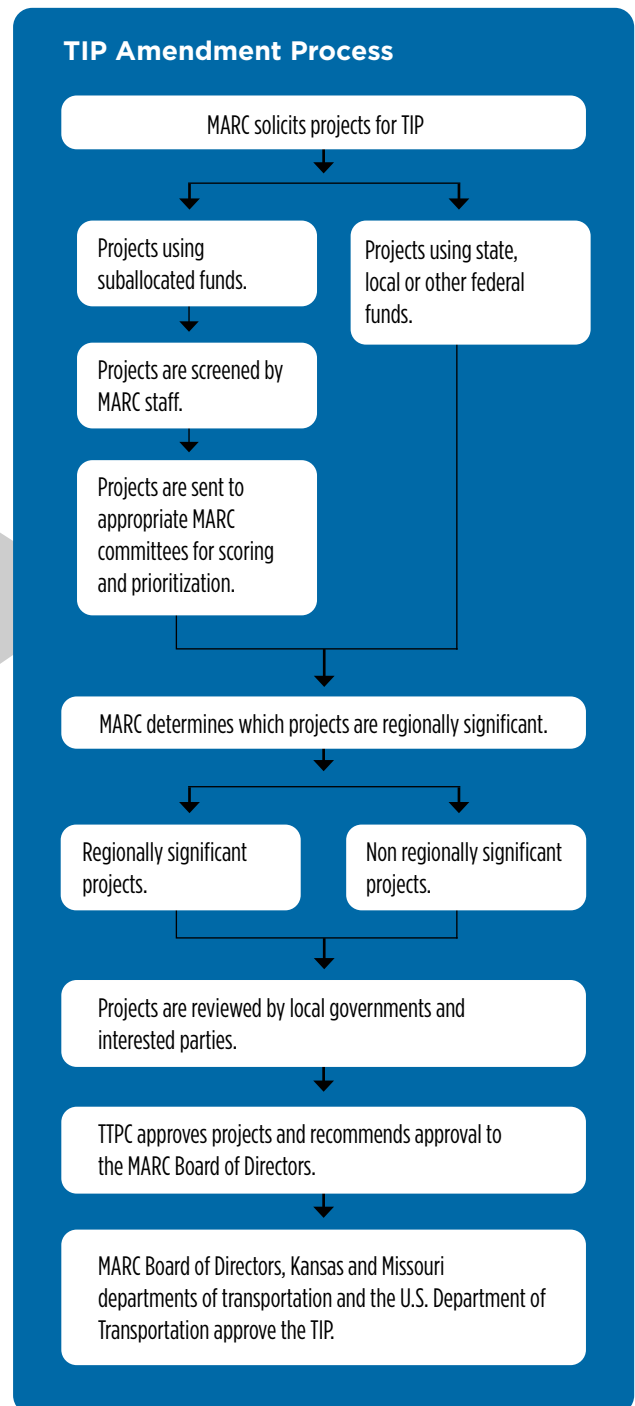 TIP Amendment Process
MARC solicits projects for TIP
Projects using
suballocated funds.
Projects using state,
local or other federal
funds.
Projects are screened by
MARC staff.
Projects are sent to
appropriate MARC
committees for scoring
and prioritization.
MARC determines which projects are regionally significant.
Regionally significant
projects.
Non regionally significant
projects.
Projects are reviewed by local governments and
interested parties.
TTPC approves projects and recommends approval to
the MARC Board of Directors.
MARC Board of Directors, Kansas and Missouri
departments of transportation and the U.S. Department of
Transportation approve the TIP.